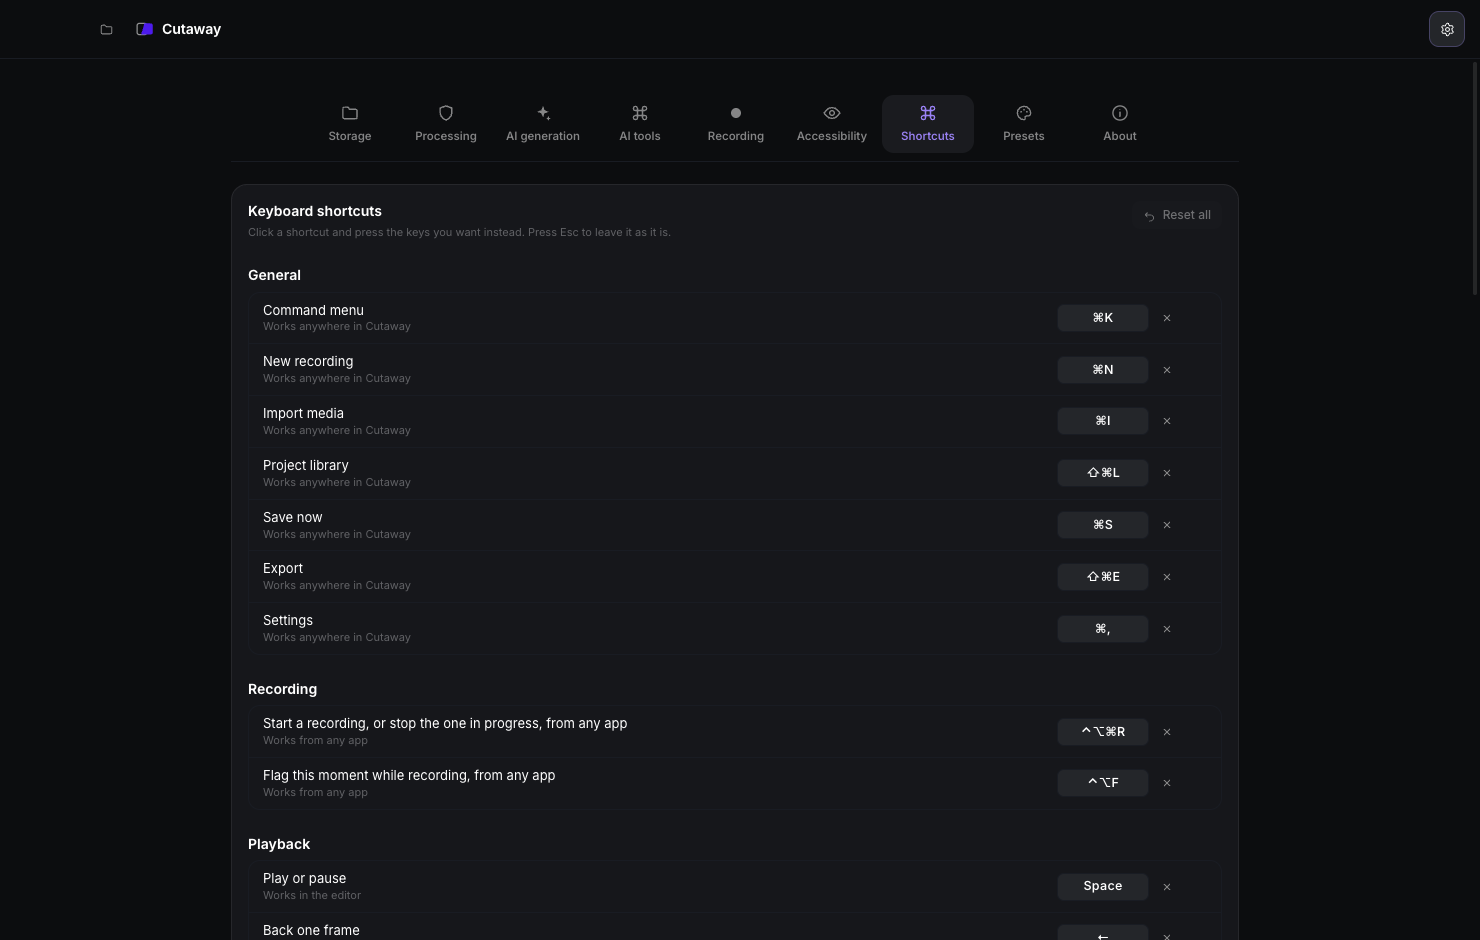 Cutaway
Storage
Processing
AI generation
AI tools
Recording
Accessibility
Shortcuts
Presets
About
Keyboard shortcuts
Reset all
Click a shortcut and press the keys you want instead. Press Esc to leave it as it is.
General
Command menu
Works anywhere in Cutaway
⌘K
New recording
Works anywhere in Cutaway
⌘N
Import media
Works anywhere in Cutaway
⌘I
Project library
Works anywhere in Cutaway
⇧⌘L
Save now
Works anywhere in Cutaway
⌘S
Export
Works anywhere in Cutaway
⇧⌘E
Settings
Works anywhere in Cutaway
⌘,
Recording
Start a recording, or stop the one in progress, from any app
Works from any app
⌃⌥⌘R
Flag this moment while recording, from any app
Works from any app
⌃⌥F
Playback
Play or pause
Works in the editor
Space
Back one frame
←